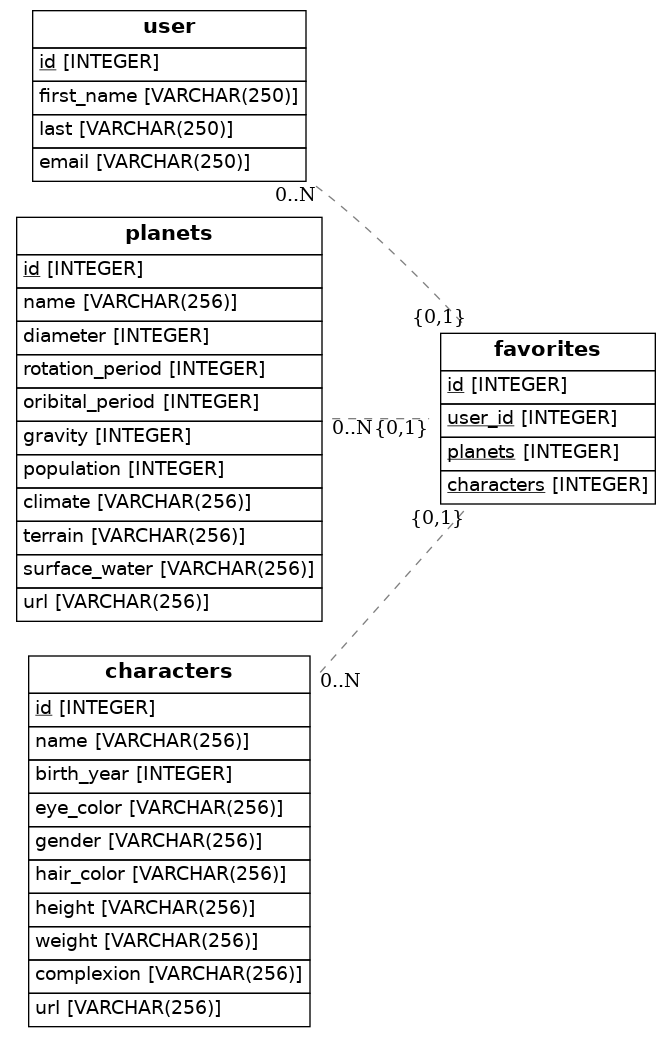 user
id [INTEGER]
first_name [VARCHAR(250)]
last [VARCHAR(250)]
email [VARCHAR(250)]
0..N
planets
id [INTEGER]
name [VARCHAR(256)]
diameter [INTEGER]
rotation_period [INTEGER]
oribital_period [INTEGER]
gravity [INTEGER]
population [INTEGER]
climate [VARCHAR(256)]
terrain [VARCHAR(256)]
surface_water [VARCHAR(256)]
url [VARCHAR(256)]
0..N {0,1}
{0,1}
favorites
id [INTEGER]
user_id [INTEGER]
planets [INTEGER]
characters [INTEGER]
{0,1}
0..N
characters
id [INTEGER]
name [VARCHAR(256)]
birth_year [INTEGER]
eye_color [VARCHAR(256)]
gender [VARCHAR(256)]
hair_color [VARCHAR(256)]
height [VARCHAR(256)]
weight [VARCHAR(256)]
complexion [VARCHAR(256)]
url [VARCHAR(256)]